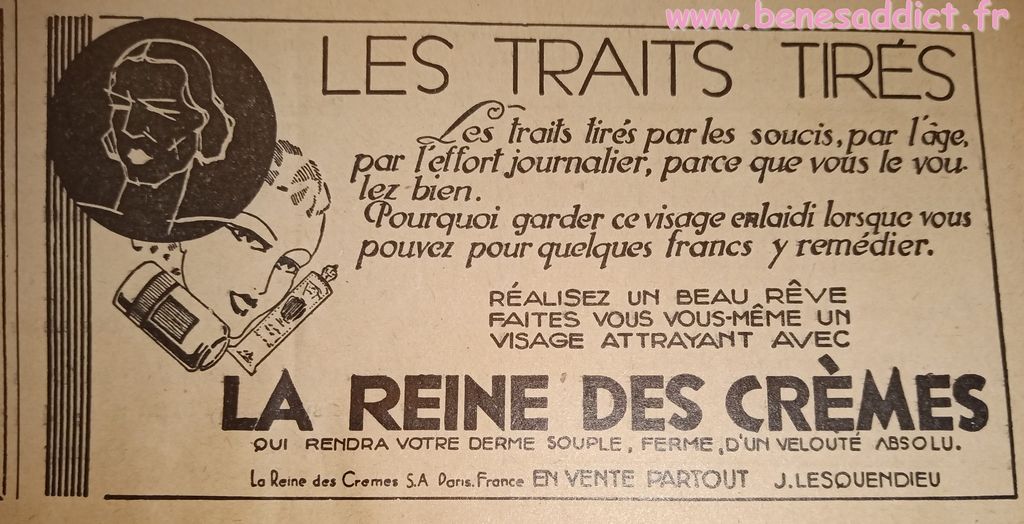 www.benesaddict.fr
LES TRAITS TIRÉS
Les traits tirés par les soucis, par l'âge,
par l'effort journalier, parce que vous le vou-
lez bien.
Pourquoi garder ce visage enlaidi lorsque vous
pouvez pour quelques francs y remédier.
RÉALISEZ UN BEAU RÊVE
FAITES VOUS VOUS-MÊME UN
VISAGE ATTRAYANT AVEC
LA REINE DES CRÈMES
QUI RENDRA VOTRE DERME SOUPLE, FERME, D'UN VELOUTÉ ABSOLU.
La Reine des Cremes S.A Paris. France EN VENTE PARTOUT J. LESQUENDIEU